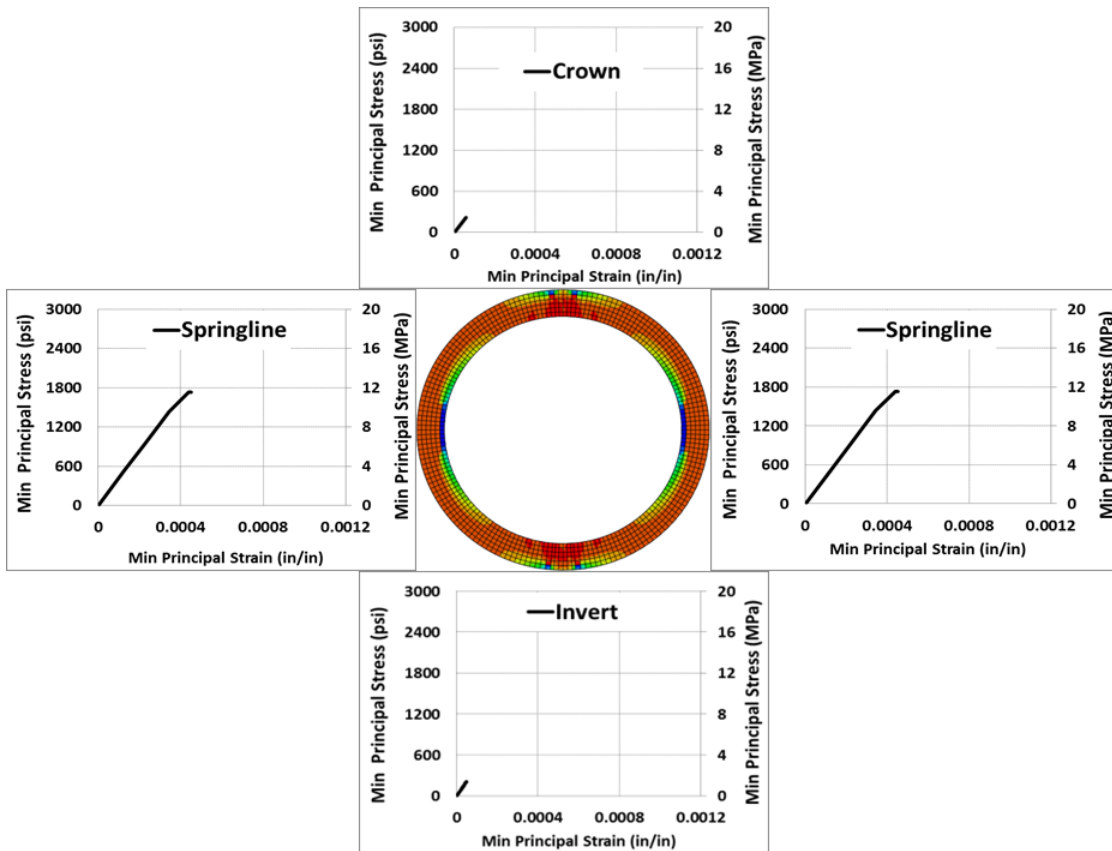 Min Principal Stress (psi)
3000
2400
1800
1200
600
0
Crown
20
16
12
8
4
0
Min Principal Stress (MPa)
0 0.0004 0.0008 0.0012
Min Principal Strain (in/in)
Min Principal Stress (psi)
3000
2400
1800
1200
600
0
Springline
20
16
12
8
4
0
Min Principal Stress (MPa)
0 0.0004 0.0008 0.0012
Min Principal Strain (in/in)
Min Principal Stress (psi)
3000
2400
1800
1200
600
0
Springline
20
16
12
8
4
0
Min Principal Stress (MPa)
0 0.0004 0.0008 0.0012
Min Principal Strain (in/in)
Min Principal Stress (psi)
3000
2400
1800
1200
600
0
Invert
20
16
12
8
4
0
Min Principal Stress (MPa)
0 0.0004 0.0008 0.0012
Min Principal Strain (in/in)